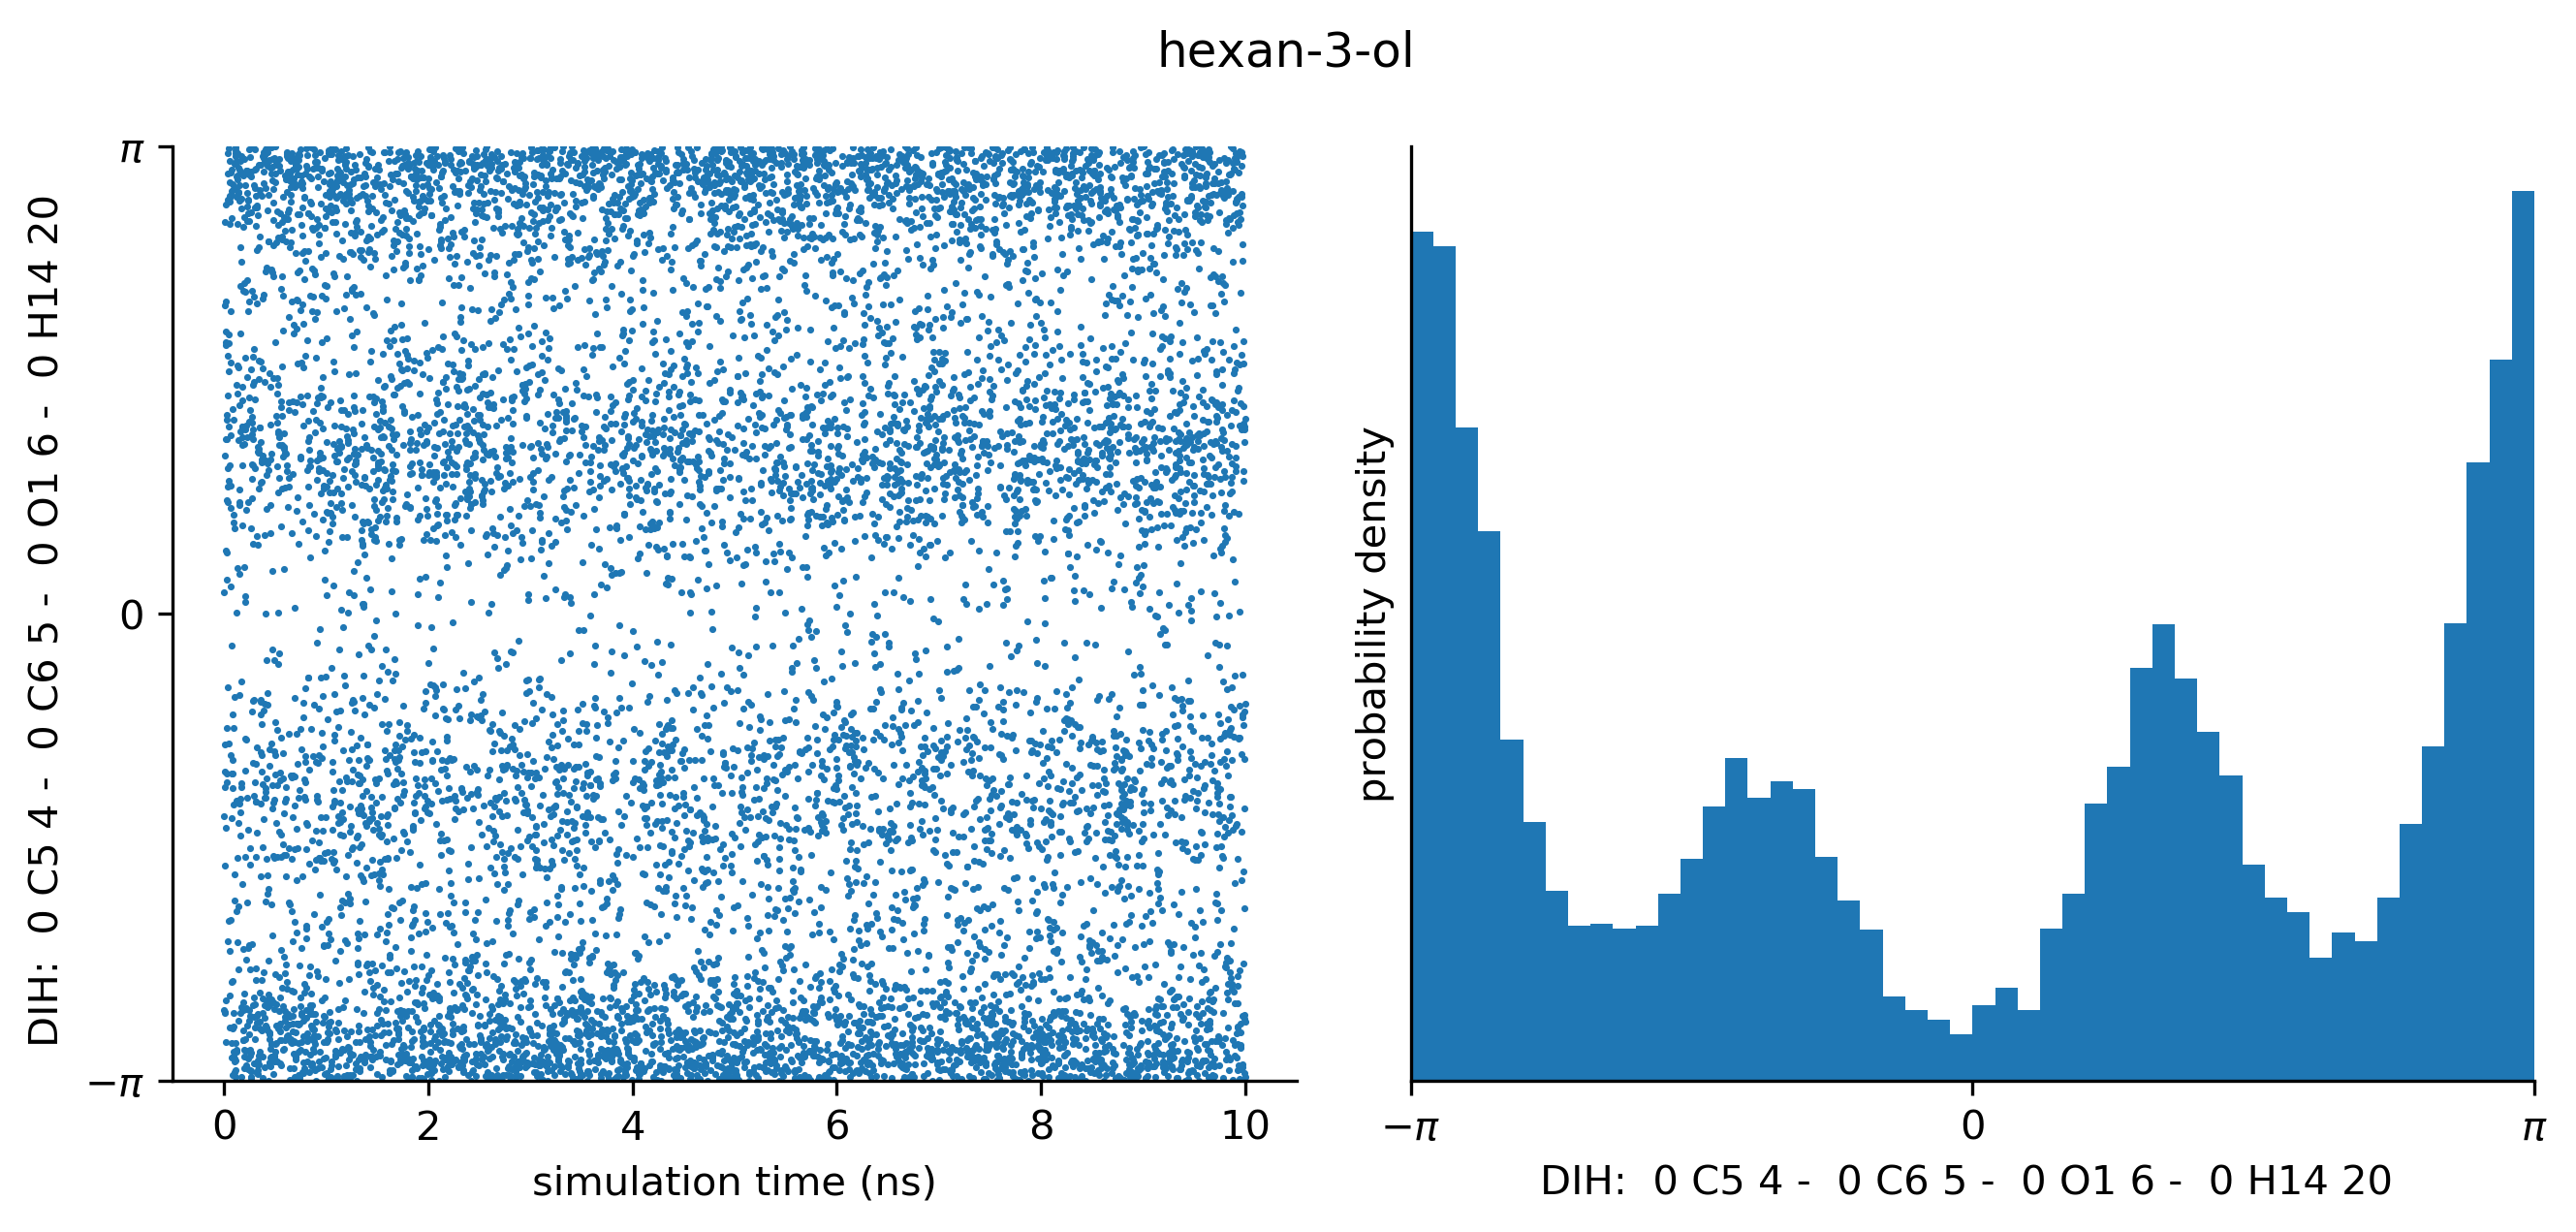 hexan-3-ol
DIH:  0 C5 4 -  0 C6 5 -  0 O1 6 -  0 H14 20
π
0
−π
0 2 4 6 8 10
simulation time (ns)
probability density
−π 0 π
DIH:  0 C5 4 -  0 C6 5 -  0 O1 6 -  0 H14 20